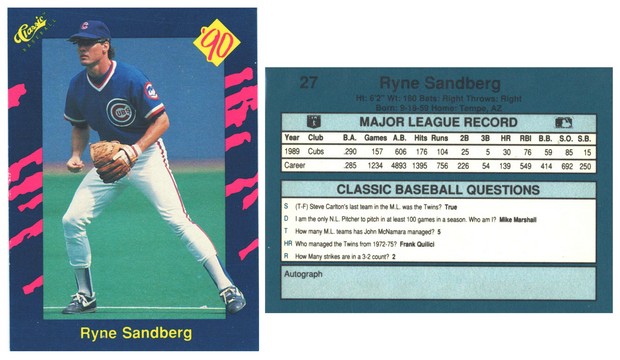 Classic
BASEBALL
'90
CUBS
Ryne Sandberg
27
Ryne Sandberg
Ht: 6'2" Wt: 180 Bats: Right Throws: Right
Born: 9-18-59 Home: Tempe, AZ
MAJOR LEAGUE RECORD
Year Club B.A. Games A.B. Hits Runs 2B 3B HR RBI B.B. S.O. S.B.
1989 Cubs .290 157 606 176 104 25 5 30 76 59 85 15
Career .285 1234 4893 1395 756 226 44 139 549 414 692 250
CLASSIC BASEBALL QUESTIONS
S (T-F) Steve Carlton's last team in the M.L. was the Twins? True
D I am the only N.L. Pitcher to pitch in at least 100 games in a season. Who am I? Mike Marshall
T How many M.L. teams has John McNamara managed? 5
HR Who managed the Twins from 1972-75? Frank Quilici
R How Many strikes are in a 3-2 count? 2
Autograph